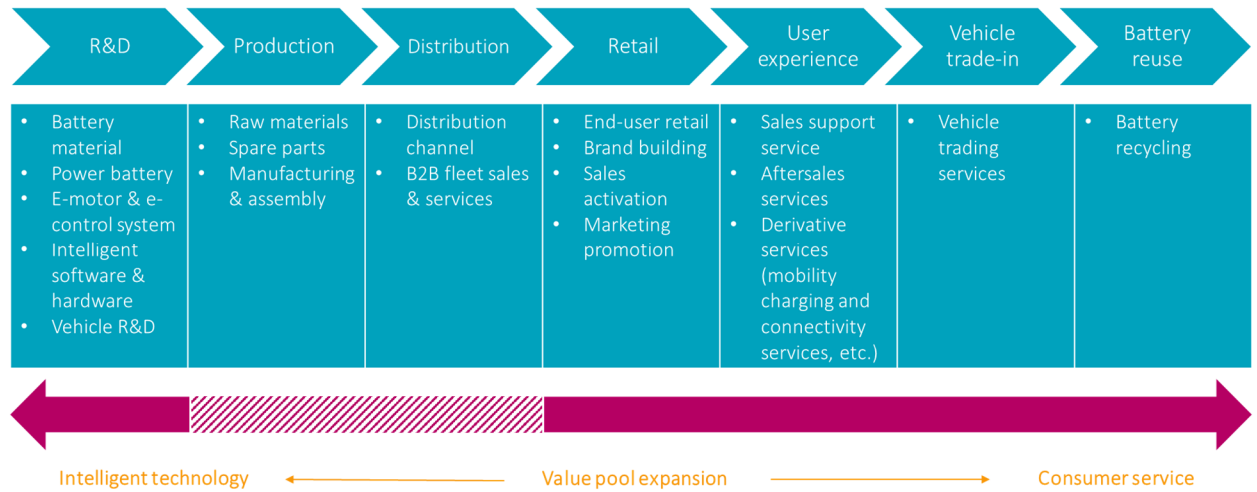 R&D
Production
Distribution
Retail
User
experience
Vehicle
trade-in
Battery
reuse
• Battery
material
• Power battery
• E-motor & e-
control system
• Intelligent
software &
hardware
• Vehicle R&D
• Raw materials
• Spare parts
• Manufacturing
& assembly
• Distribution
channel
• B2B fleet sales
& services
• End-user retail
• Brand building
• Sales
activation
• Marketing
promotion
• Sales support
service
• Aftersales
services
• Derivative
services
(mobility
charging and
connectivity
services, etc.)
• Vehicle
trading
services
• Battery
recycling
Intelligent technology
Value pool expansion
Consumer service